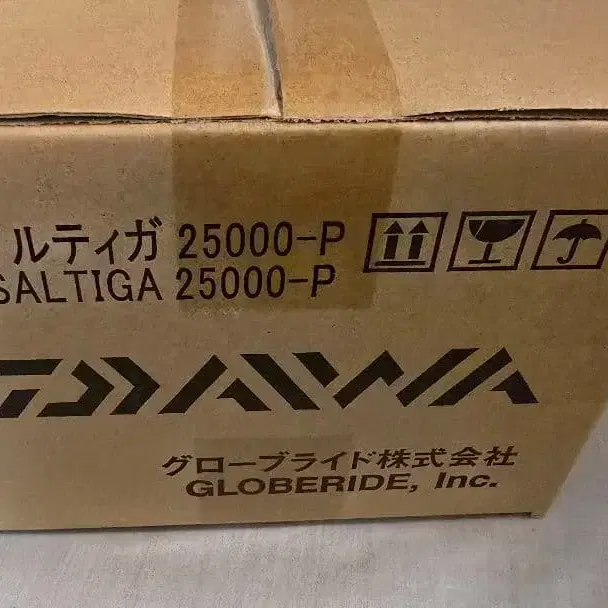 ルティガ 25000-P
SALTIGA 25000-P
DAIWA
グローブライド株式会社
GLOBERIDE, Inc.